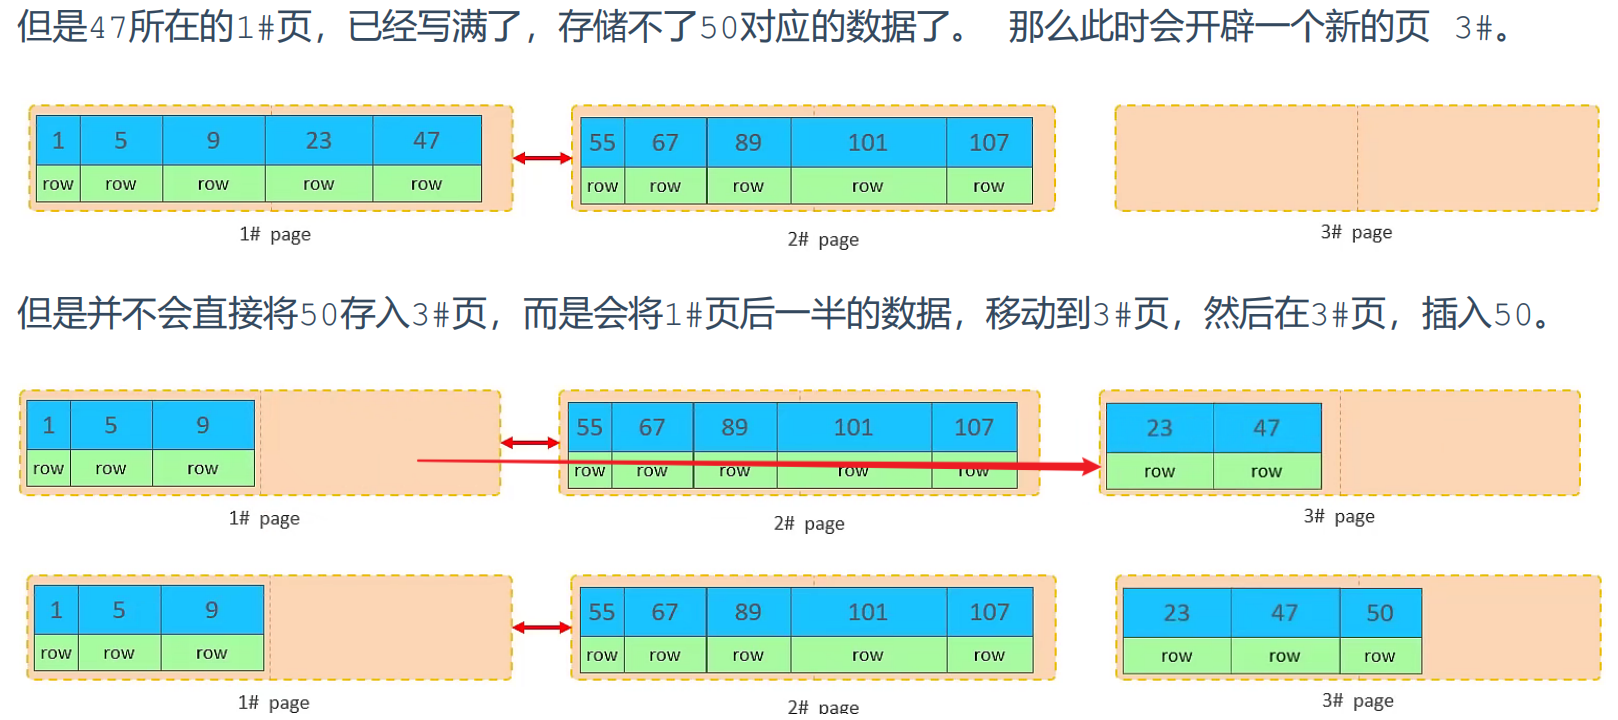 但是47所在的1#页，已经写满了，存储不了50对应的数据了。 那么此时会开辟一个新的页 3#。
1 5 9 23 47 55 67 89 101 107
row row row row row row row row row row
1# page 2# page 3# page
但是并不会直接将50存入3#页，而是会将1#页后一半的数据，移动到3#页，然后在3#页，插入50。
1 5 9 55 67 89 101 107 23 47
row row row row row row row row row row
1# page 2# page 3# page
1 5 9 55 67 89 101 107 23 47 50
row row row row row row row row row row row
1# page 2# page 3# page